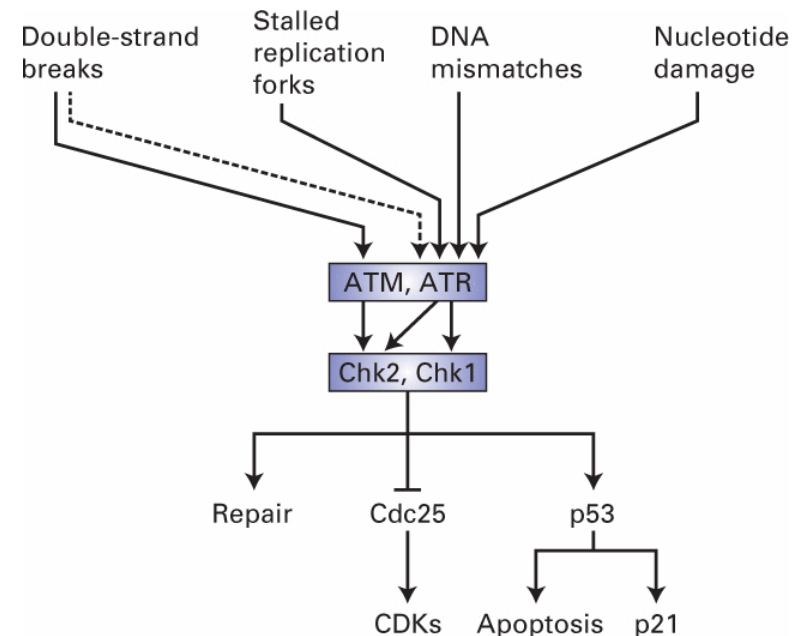 Double-strand
breaks
Stalled
replication
forks
DNA
mismatches
Nucleotide
damage
ATM, ATR
Chk2, Chk1
Repair
Cdc25
p53
CDKs
Apoptosis
p21